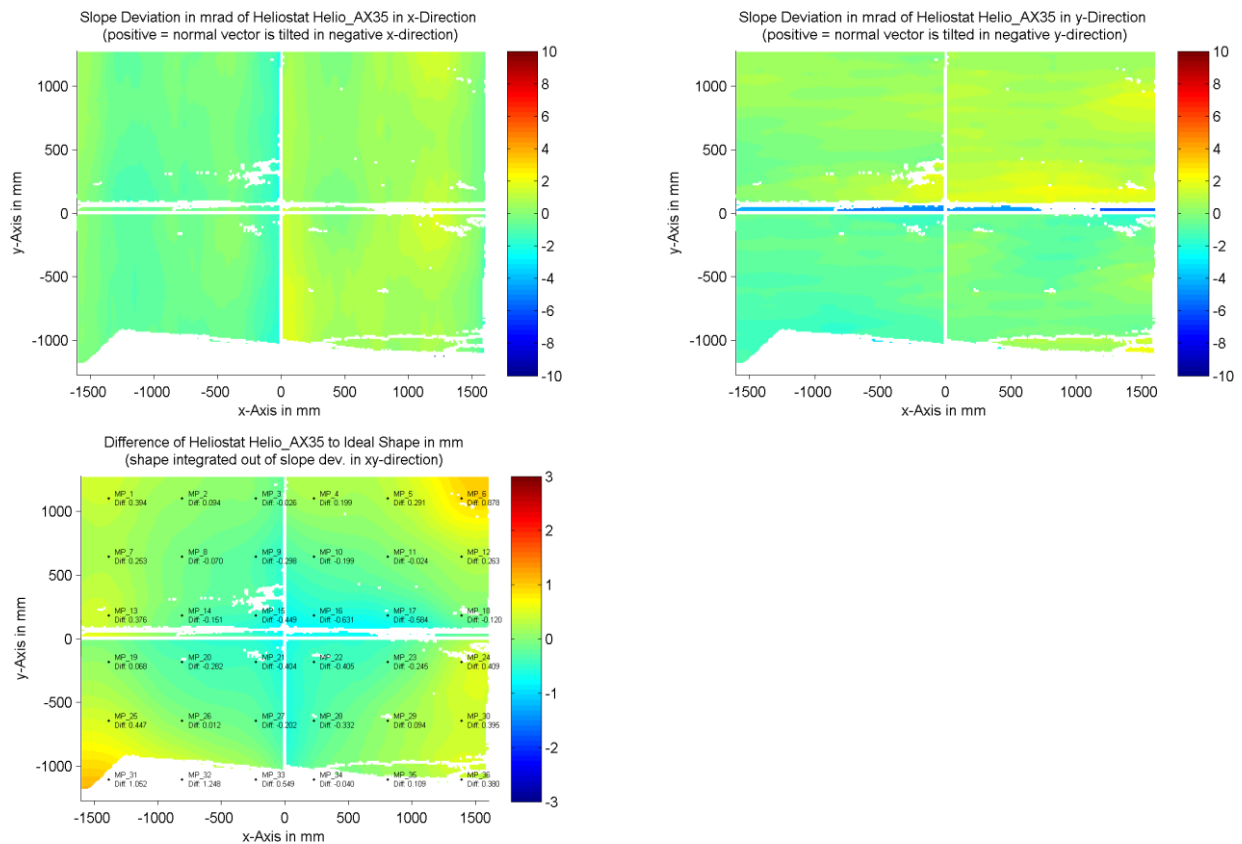 Slope Deviation in mrad of Heliostat Helio_AX35 in x-Direction
(positive = normal vector is tilted in negative x-direction)
y-Axis in mm
1000
500
0
-500
-1000
-1500
-1000
-500
0
500
1000
1500
x-Axis in mm
10
8
6
4
2
0
-2
-4
-6
-8
-10
Slope Deviation in mrad of Heliostat Helio_AX35 in y-Direction
(positive = normal vector is tilted in negative y-direction)
y-Axis in mm
1000
500
0
-500
-1000
-1500
-1000
-500
0
500
1000
1500
x-Axis in mm
10
8
6
4
2
0
-2
-4
-6
-8
-10
Difference of Heliostat Helio_AX35 to Ideal Shape in mm
(shape integrated out of slope dev. in xy-direction)
y-Axis in mm
1000
500
0
-500
-1000
MP_1
Diff: 0.394
MP_2
Diff: 0.094
MP_3
Diff: -0.026
MP_4
Diff: 0.199
MP_5
Diff: 0.291
MP_6
Diff: 0.878
MP_7
Diff: 0.253
MP_8
Diff: -0.070
MP_9
Diff: -0.298
MP_10
Diff: -0.199
MP_11
Diff: -0.024
MP_12
Diff: 0.263
MP_13
Diff: 0.376
MP_14
Diff: -0.151
MP_15
Diff: -0.449
MP_16
Diff: -0.631
MP_17
Diff: -0.584
MP_18
Diff: -0.120
MP_19
Diff: 0.068
MP_20
Diff: -0.282
MP_21
Diff: -0.404
MP_22
Diff: -0.405
MP_23
Diff: -0.245
MP_24
Diff: 0.409
MP_25
Diff: 0.447
MP_26
Diff: 0.012
MP_27
Diff: -0.202
MP_28
Diff: -0.332
MP_29
Diff: 0.094
MP_30
Diff: 0.395
MP_31
Diff: 1.052
MP_32
Diff: 1.248
MP_33
Diff: 0.549
MP_34
Diff: -0.040
MP_35
Diff: 0.109
MP_36
Diff: 0.380
-1500
-1000
-500
0
500
1000
1500
x-Axis in mm
3
2
1
0
-1
-2
-3